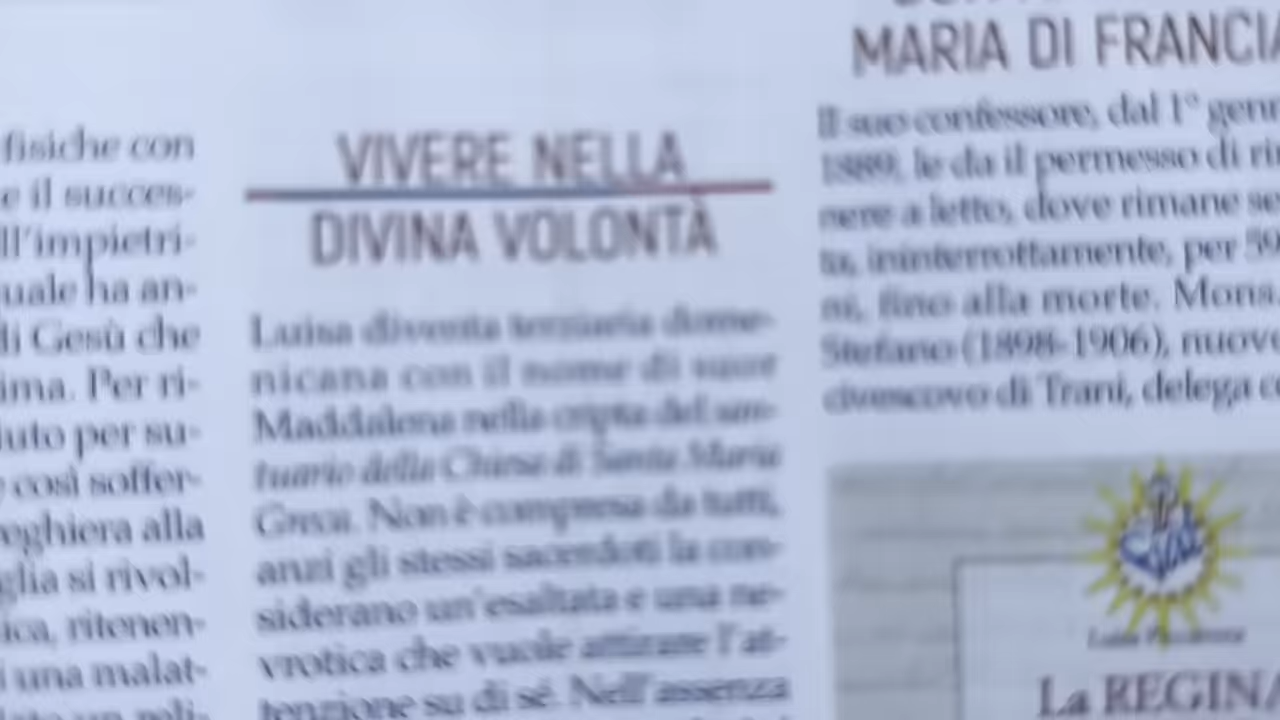 fisiche con
e il succes-
ll'impietri-
uale ha an-
di Gesù che
ima. Per ri-
iuto per su-
così soffer-
eghiera alla
glia si rivol-
ica, ritenen-
i una malat-
VIVERE NELLA
DIVINA VOLONTÀ
Luisa diventa terziaria dome-
nicana con il nome di suor
Maddalena nella cripta del san-
tuario della Chiesa di Santa Maria
Greca. Non è compresa da tutti,
anzi gli stessi sacerdoti la con-
siderano un'esaltata e una ne-
vrotica che vuole attirare l'at-
tenzione su di sé. Nell'assenza
MARIA DI FRANCIA
Il suo confessore, dal 1° genn
1889, le da il permesso di ri
nere a letto, dove rimane se
ta, ininterrottamente, per 59
ni, fino alla morte. Mons.
Stefano (1898-1906), nuovo
civescovo di Trani, delega c
La REGINA